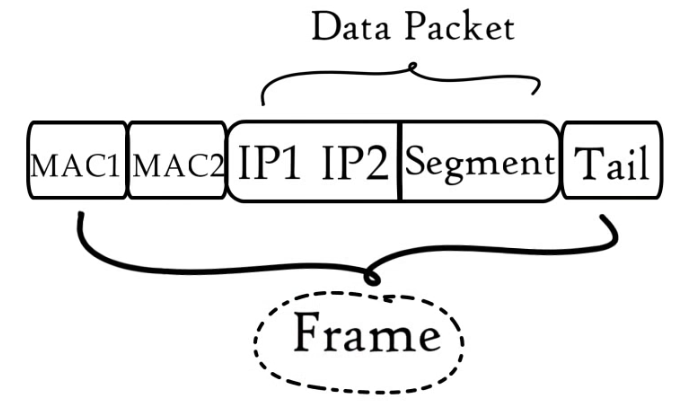 Data Packet
MAC1 MAC2 IP1 IP2 Segment Tail
Frame